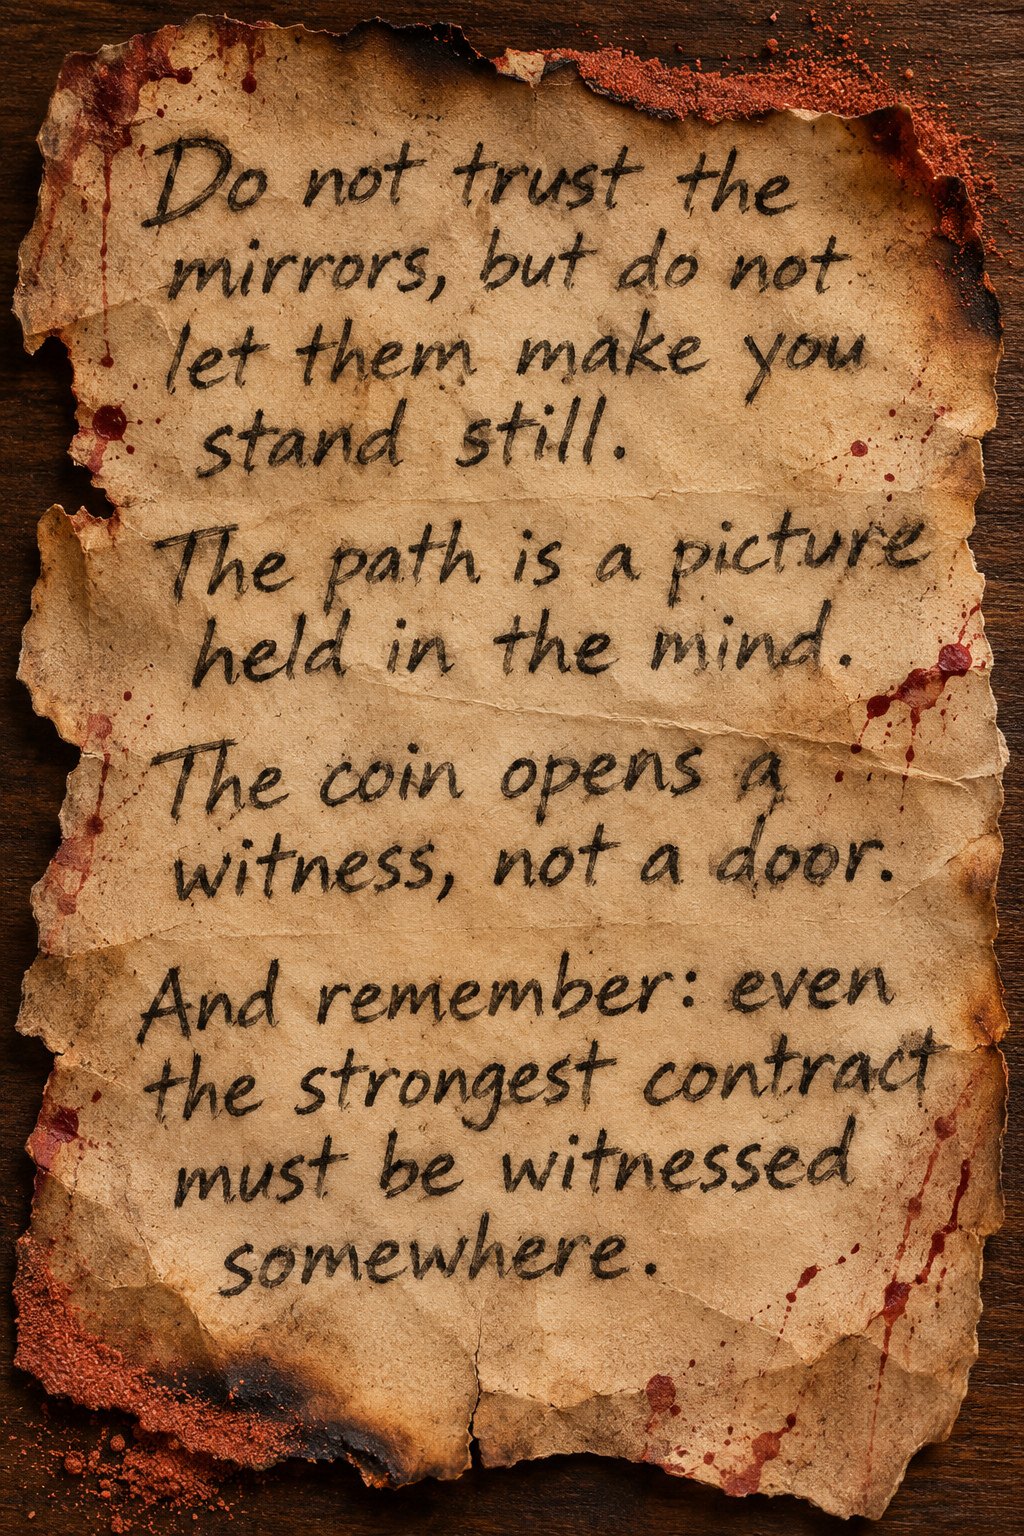 Do not trust the
mirrors, but do not
let them make you
stand still.
The path is a picture
held in the mind.
The coin opens a
witness, not a door.
And remember: even
the strongest contract
must be witnessed
somewhere.